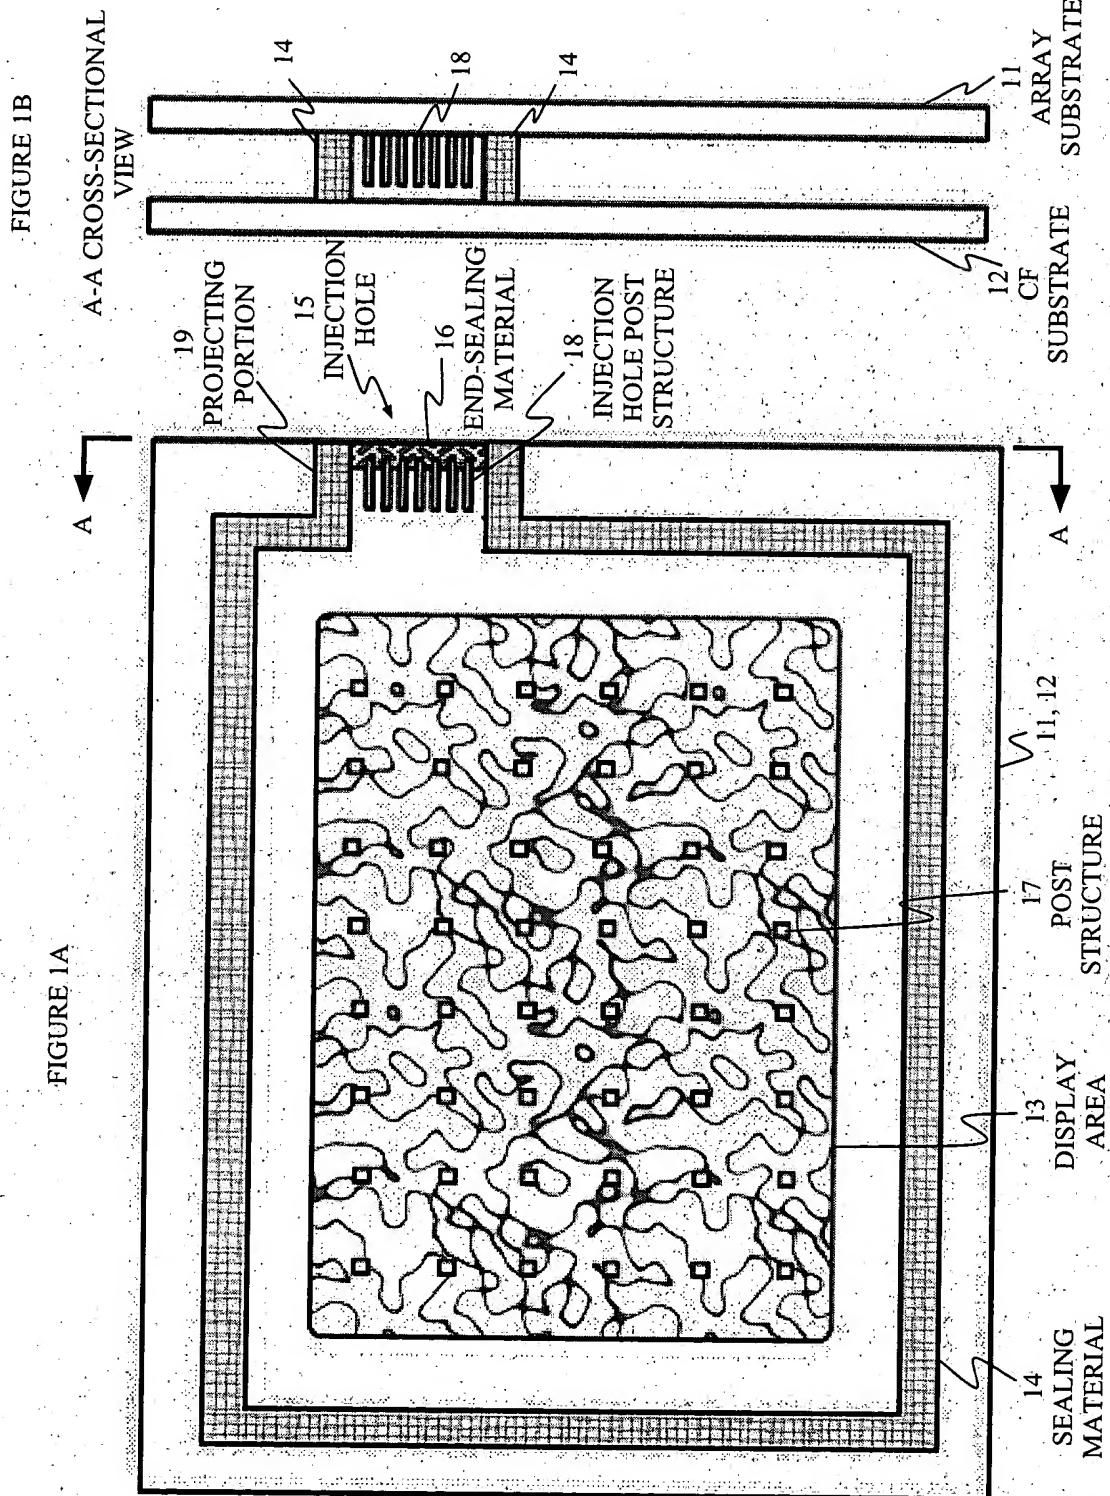 FIGURE 1A
FIGURE 1B
A-A CROSS-SECTIONAL
VIEW
A
A
19
PROJECTING
PORTION
15
INJECTION
HOLE
16
END-SEALING
MATERIAL
18
INJECTION
HOLE POST
STRUCTURE
14
18
14
12
CF
SUBSTRATE
11
ARRAY
SUBSTRATE
14
SEALING
MATERIAL
13
DISPLAY
AREA
17
POST
STRUCTURE
11, 12